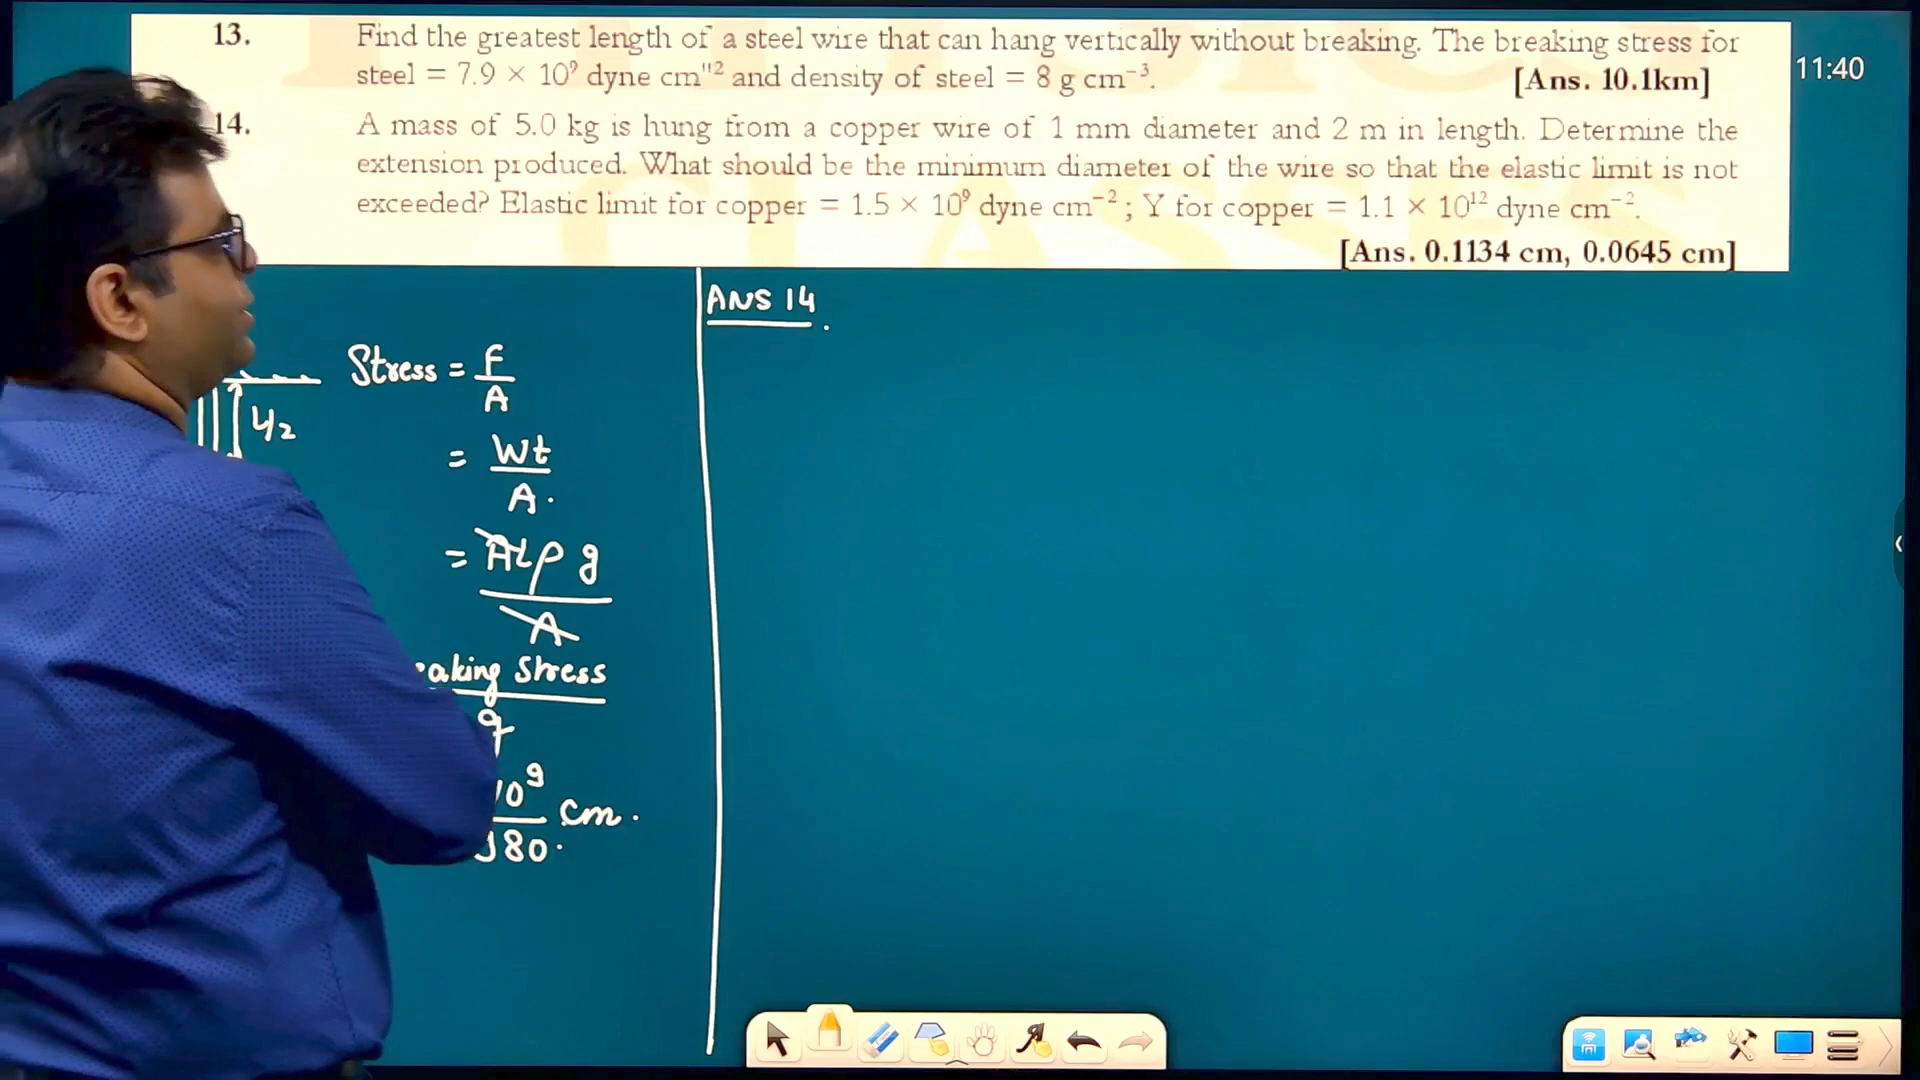 13. Find the greatest length of a steel wire that can hang vertically without breaking. The breaking stress for
steel = 7.9 × 10⁹ dyne cm"² and density of steel = 8 g cm⁻³. [Ans. 10.1km]
11:40
14. A mass of 5.0 kg is hung from a copper wire of 1 mm diameter and 2 m in length. Determine the
extension produced. What should be the minimum diameter of the wire so that the elastic limit is not
exceeded? Elastic limit for copper = 1.5 × 10⁹ dyne cm⁻² ; Y for copper = 1.1 × 10¹² dyne cm⁻².
[Ans. 0.1134 cm, 0.0645 cm]
Stress = F/A
= Wt/A.
= ALρg/A
eaking Stress
10⁹/980. cm.
ANS 14.